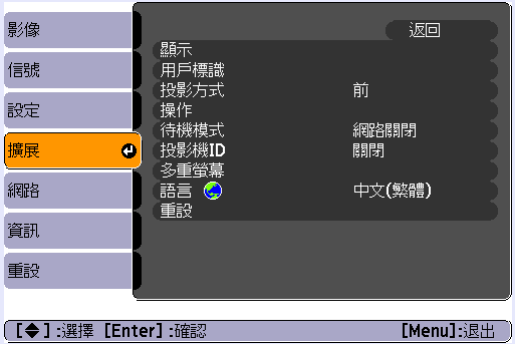 影像
信號
設定
擴展
網路
資訊
重設
返回
顯示
用戶標識
投影方式 前
操作
待機模式 網路關閉
投影機ID 關閉
多重螢幕
語言 中文(繁體)
重設
[◆]:選擇 [Enter]:確認 [Menu]:退出